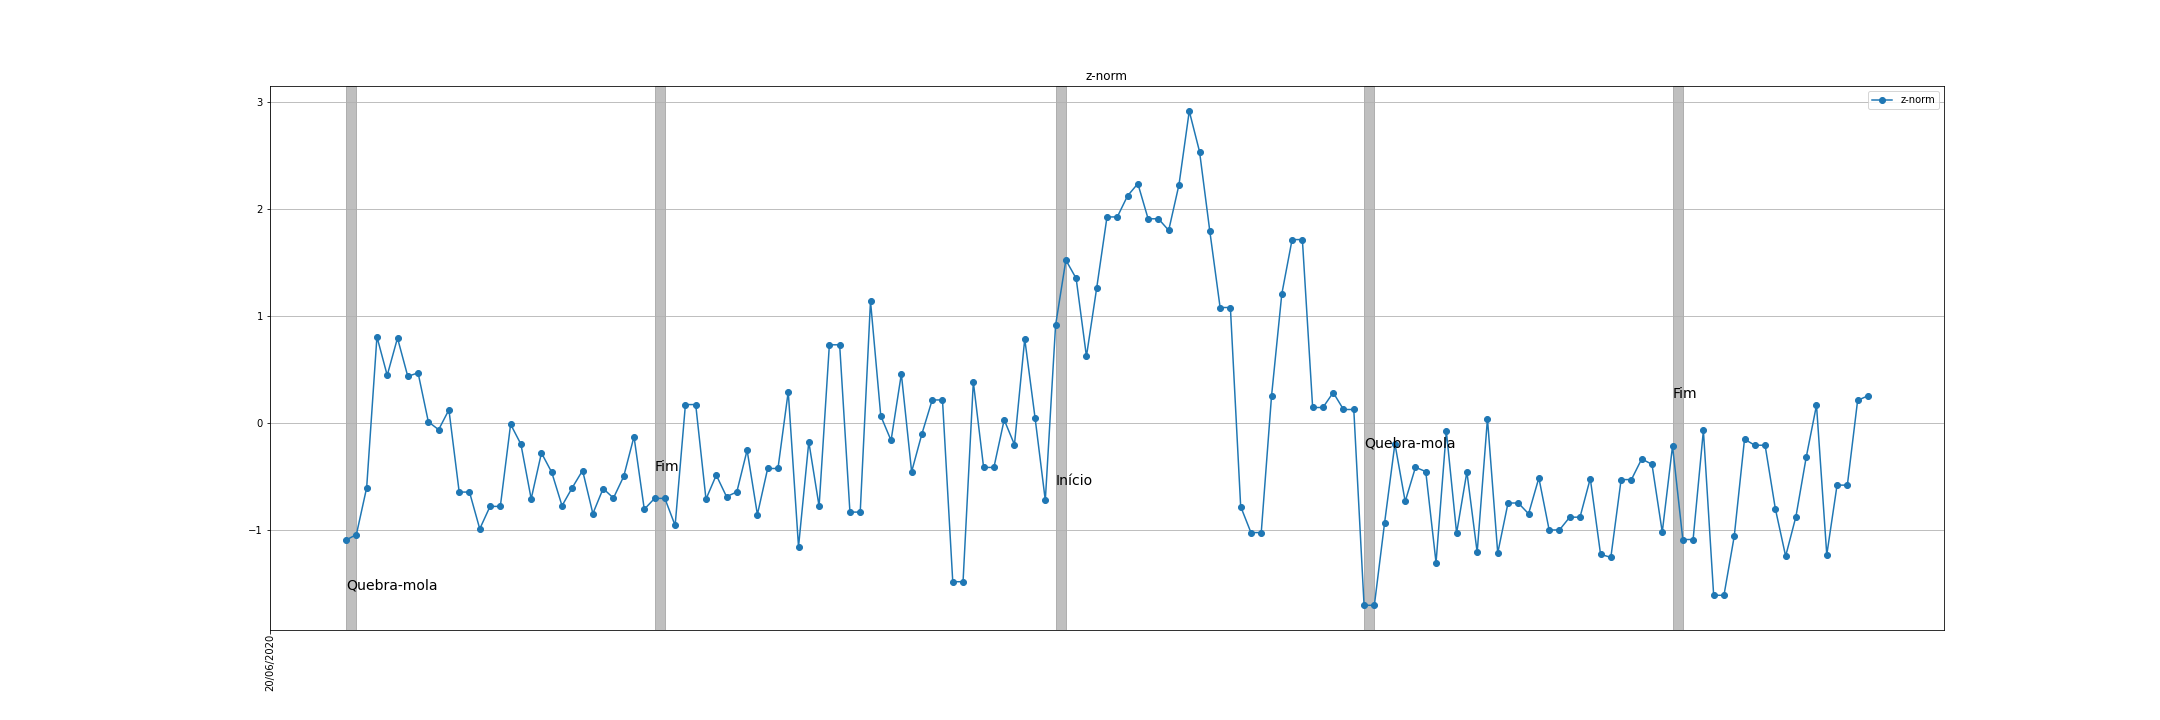 z-norm
z-norm
3
2
1
0
−1
Quebra-mola
Fim
Início
Quebra-mola
Fim
20/06/2020